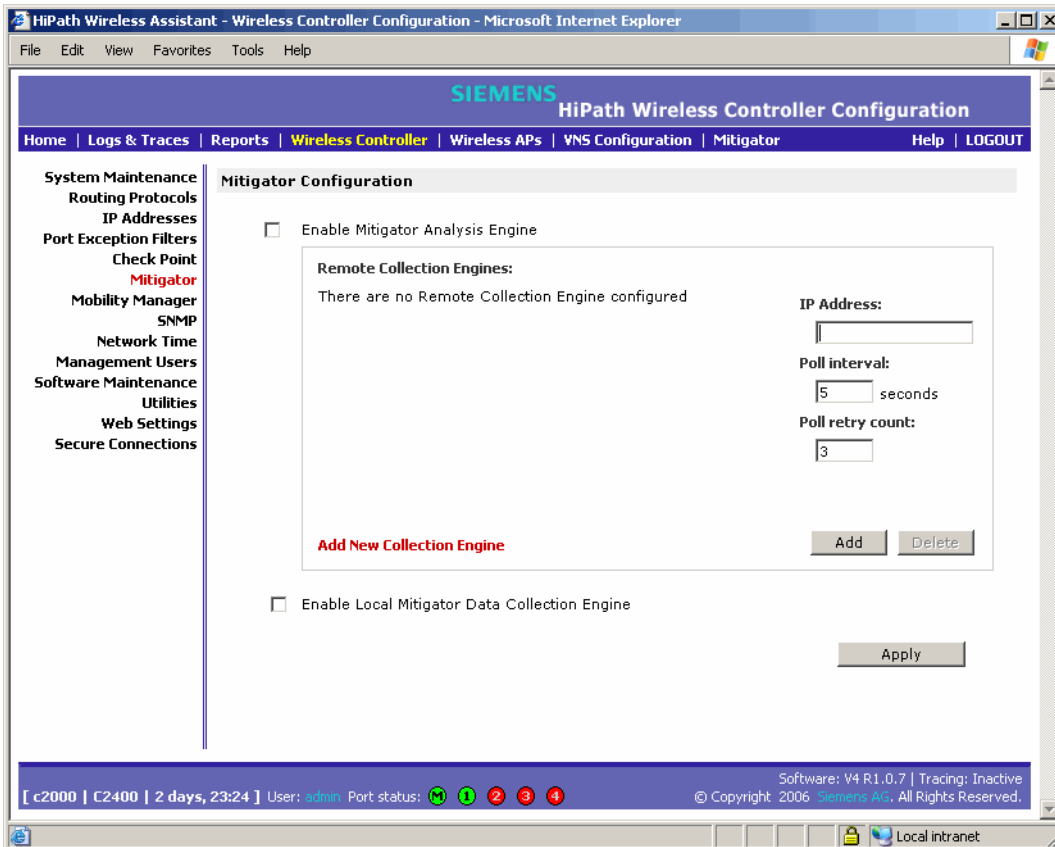 HiPath Wireless Assistant - Wireless Controller Configuration - Microsoft Internet Explorer
File Edit View Favorites Tools Help
SIEMENS
HiPath Wireless Controller Configuration
Home | Logs & Traces | Reports | Wireless Controller | Wireless APs | VNS Configuration | Mitigator Help | LOGOUT
System Maintenance
Routing Protocols
IP Addresses
Port Exception Filters
Check Point
Mitigator
Mobility Manager
SNMP
Network Time
Management Users
Software Maintenance
Utilities
Web Settings
Secure Connections
Mitigator Configuration
Enable Mitigator Analysis Engine
Remote Collection Engines:
There are no Remote Collection Engine configured
IP Address:
Poll interval:
5 seconds
Poll retry count:
3
Add New Collection Engine
Add Delete
Enable Local Mitigator Data Collection Engine
Apply
Software: V4 R1.0.7 | Tracing: Inactive
[ c2000 | C2400 | 2 days, 23:24 ] User: admin Port status: M 1 2 3 4
© Copyright 2006 Siemens AG. All Rights Reserved.
Local intranet